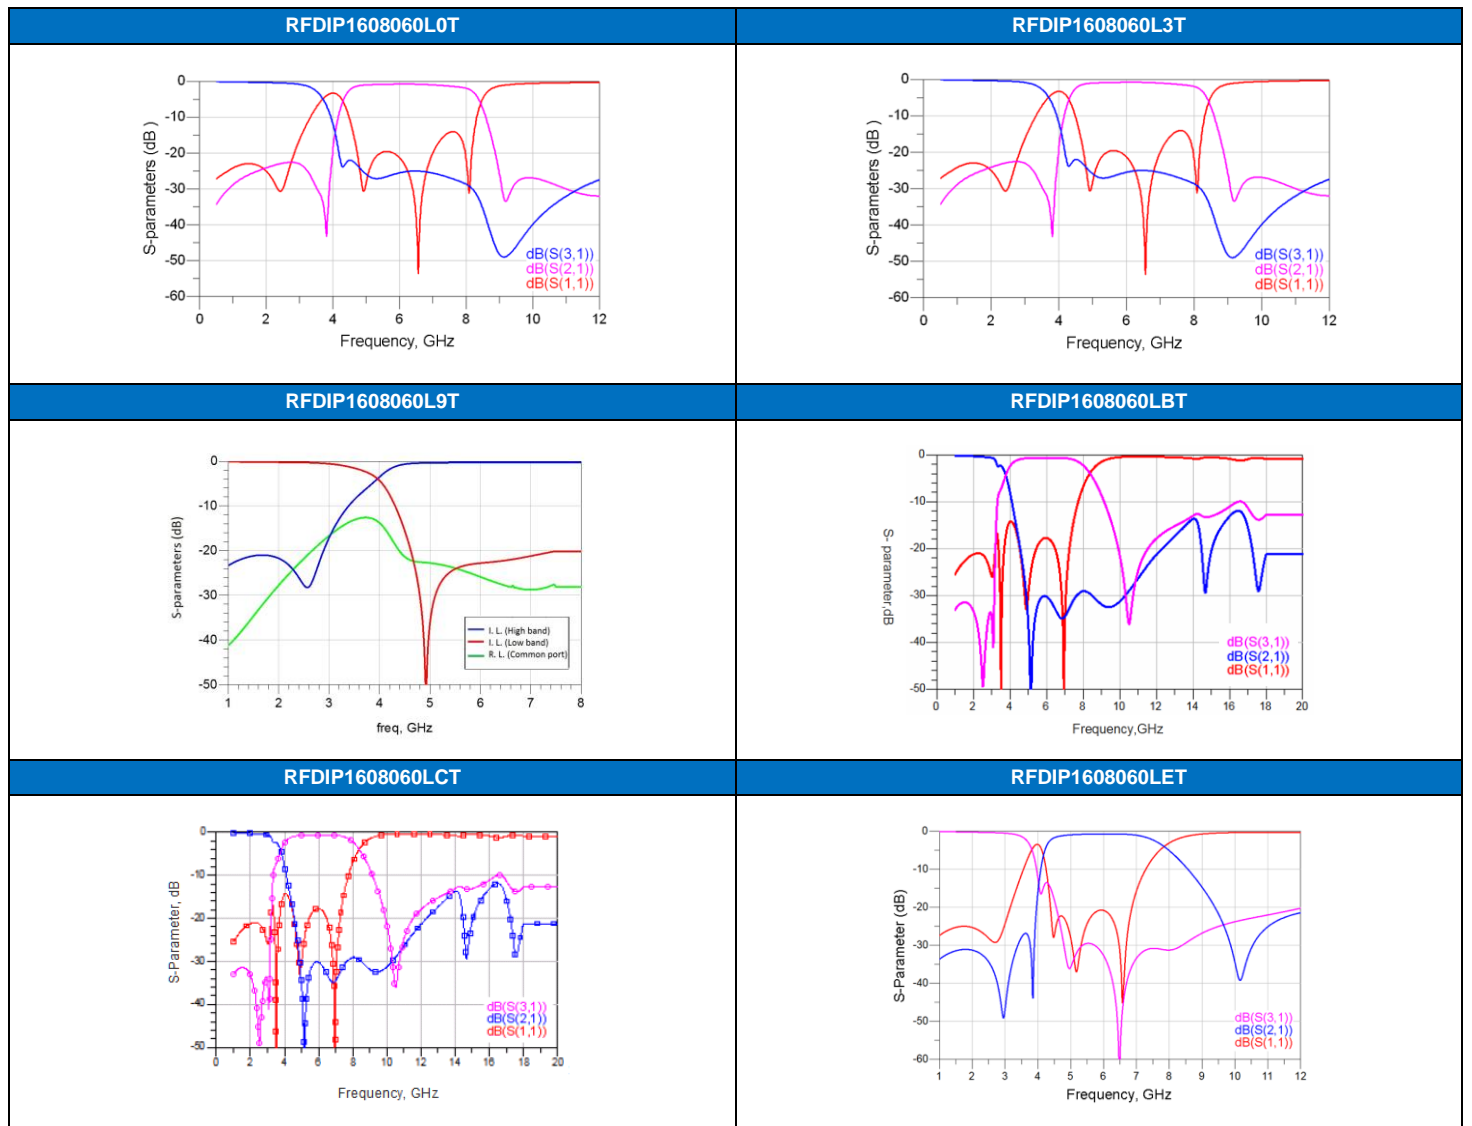 RFDIP1608060L0T
S-parameters (dB )
0
-10
-20
-30
-40
-50
-60
dB(S(3,1))
dB(S(2,1))
dB(S(1,1))
0 2 4 6 8 10 12
Frequency, GHz
RFDIP1608060L3T
S-parameters (dB )
0
-10
-20
-30
-40
-50
-60
dB(S(3,1))
dB(S(2,1))
dB(S(1,1))
0 2 4 6 8 10 12
Frequency, GHz
RFDIP1608060L9T
S-parameters (dB)
0
-10
-20
-30
-40
-50
I. L. (High band)
I. L. (Low band)
R. L. (Common port)
1 2 3 4 5 6 7 8
freq, GHz
RFDIP1608060LBT
S- parameter,dB
0
-10
-20
-30
-40
-50
dB(S(3,1))
dB(S(2,1))
dB(S(1,1))
0 2 4 6 8 10 12 14 16 18 20
Frequency,GHz
RFDIP1608060LCT
S-Parameter, dB
0
-10
-20
-30
-40
-50
dB(S(3,1))
dB(S(2,1))
dB(S(1,1))
0 2 4 6 8 10 12 14 16 18 20
Frequency, GHz
RFDIP1608060LET
S-Parameter (dB)
0
-10
-20
-30
-40
-50
-60
dB(S(3,1))
dB(S(2,1))
dB(S(1,1))
1 2 3 4 5 6 7 8 9 10 11 12
Frequency, GHz